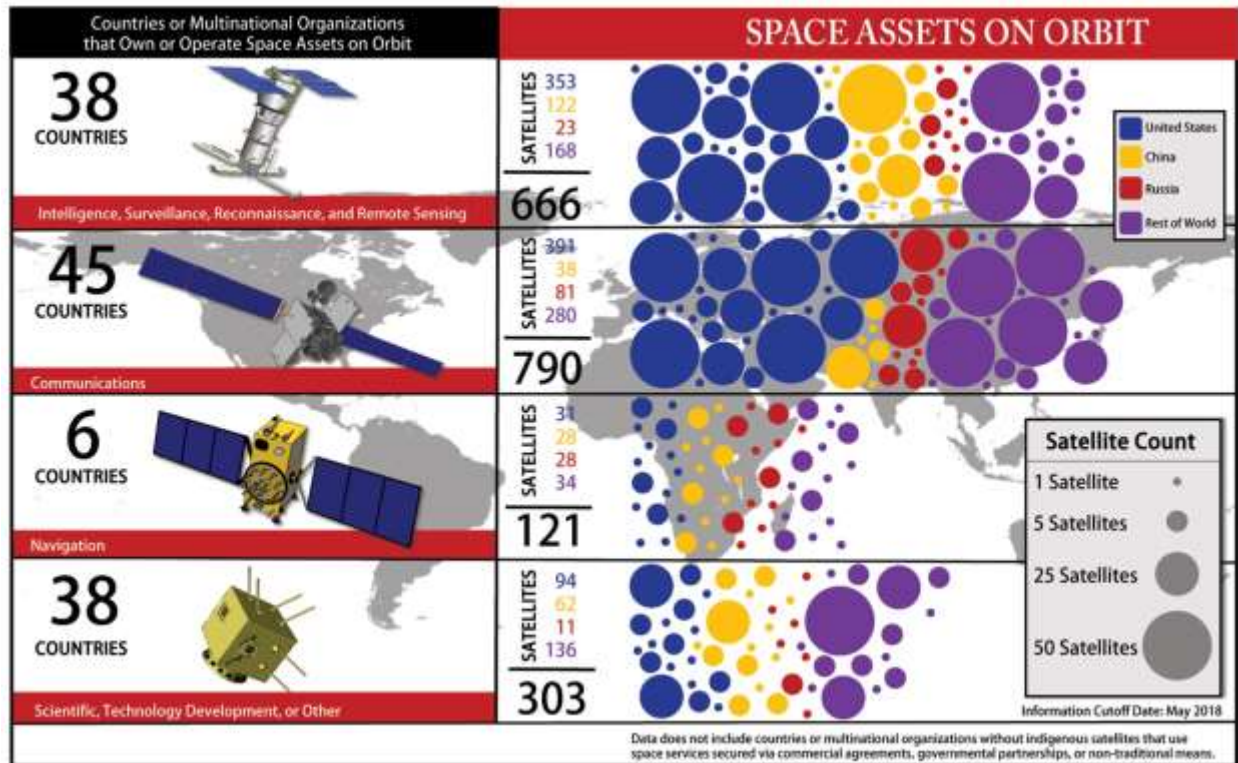 Countries or Multinational Organizations
that Own or Operate Space Assets on Orbit
SPACE ASSETS ON ORBIT
38
COUNTRIES
Intelligence, Surveillance, Reconnaissance, and Remote Sensing
SATELLITES
353
122
23
168
666
United States
China
Russia
Rest of World
45
COUNTRIES
Communications
SATELLITES
391
38
81
280
790
6
COUNTRIES
Navigation
SATELLITES
31
28
28
34
121
Satellite Count
1 Satellite
5 Satellites
25 Satellites
50 Satellites
38
COUNTRIES
Scientific, Technology Development, or Other
SATELLITES
94
62
11
136
303
Information Cutoff Date: May 2018
Data does not include countries or multinational organizations without indigenous satellites that use
space services secured via commercial agreements, governmental partnerships, or non-traditional means.